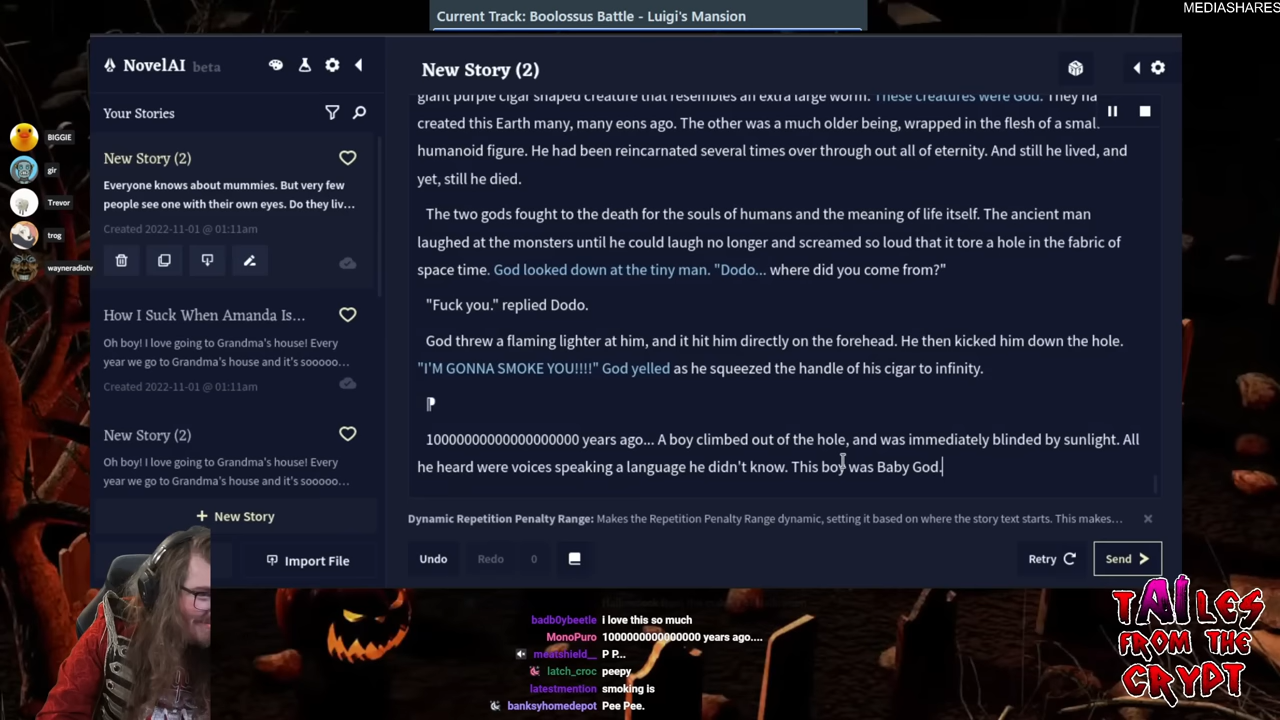 Current Track: Boolossus Battle - Luigi's Mansion
MEDIASHARES
NovelAI beta
Your Stories
New Story (2)
Everyone knows about mummies. But very few
people see one with their own eyes. Do they liv...
Created 2022-11-01 @ 01:11am
How I Suck When Amanda Is...
Oh boy! I love going to Grandma's house! Every
year we go to Grandma's house and it's sooooo...
Created 2022-11-01 @ 01:11am
New Story (2)
Oh boy! I love going to Grandma's house! Every
year we go to Grandma's house and it's sooooo...
+ New Story
Import File
BIGGIE
gir
Trevor
trog
wayneradiotv
New Story (2)
giant purple cigar shaped creature that resembles an extra large worm. These creatures were God. They ha
created this Earth many, many eons ago. The other was a much older being, wrapped in the flesh of a smal
humanoid figure. He had been reincarnated several times over through out all of eternity. And still he lived, and
yet, still he died.
The two gods fought to the death for the souls of humans and the meaning of life itself. The ancient man
laughed at the monsters until he could laugh no longer and screamed so loud that it tore a hole in the fabric of
space time. God looked down at the tiny man. "Dodo... where did you come from?"
"Fuck you." replied Dodo.
God threw a flaming lighter at him, and it hit him directly on the forehead. He then kicked him down the hole.
"I'M GONNA SMOKE YOU!!!!" God yelled as he squeezed the handle of his cigar to infinity.
⁋
10000000000000000000 years ago... A boy climbed out of the hole, and was immediately blinded by sunlight. All
he heard were voices speaking a language he didn't know. This boy was Baby God.
Dynamic Repetition Penalty Range: Makes the Repetition Penalty Range dynamic, setting it based on where the story text starts. This makes...
Undo
Redo
0
Retry
Send
badb0ybeetle i love this so much
MonoPuro 1000000000000000 years ago....
meatshield__ P P...
latch_croc peepy
latestmention smoking is
banksyhomedepot Pee Pee.
TAILES
FROM THE
CRYPT